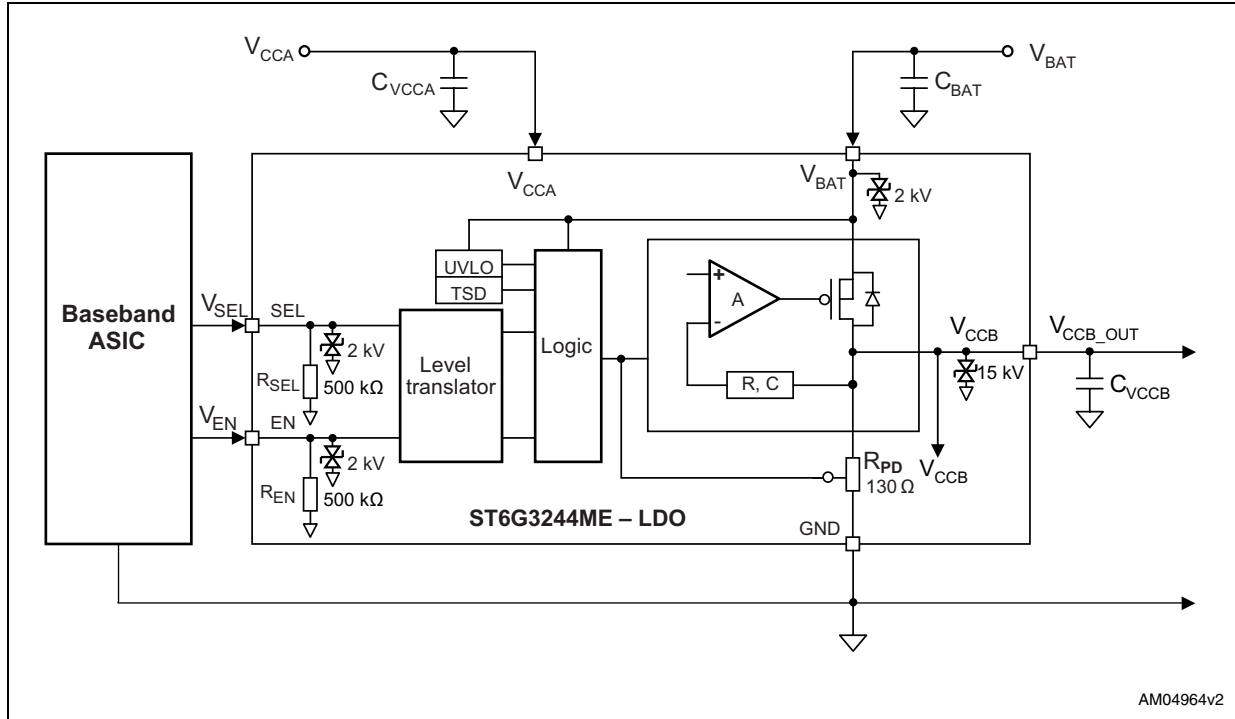 VCCA
CVCCA
VBAT
CBAT
VCCA
VBAT
2 kV
UVLO
TSD
Logic
+
A
-
R, C
Baseband
ASIC
VSEL
SEL
2 kV
RSEL
500 kΩ
Level
translator
VEN
EN
2 kV
REN
500 kΩ
VCCB
VCCB_OUT
15 kV
CVCCB
VCCB
RPD
130 Ω
ST6G3244ME – LDO
GND
AM04964v2